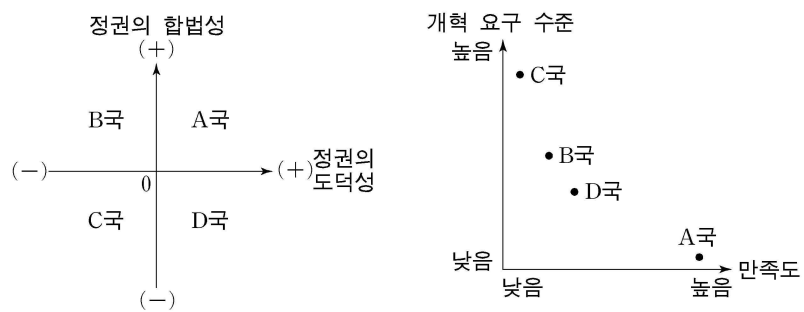 정권의 합법성
(+)
B국
A국
(−)
0
(+)
정권의
도덕성
C국
D국
(−)
개혁 요구 수준
높음
C국
B국
D국
A국
낮음
만족도
낮음
높음